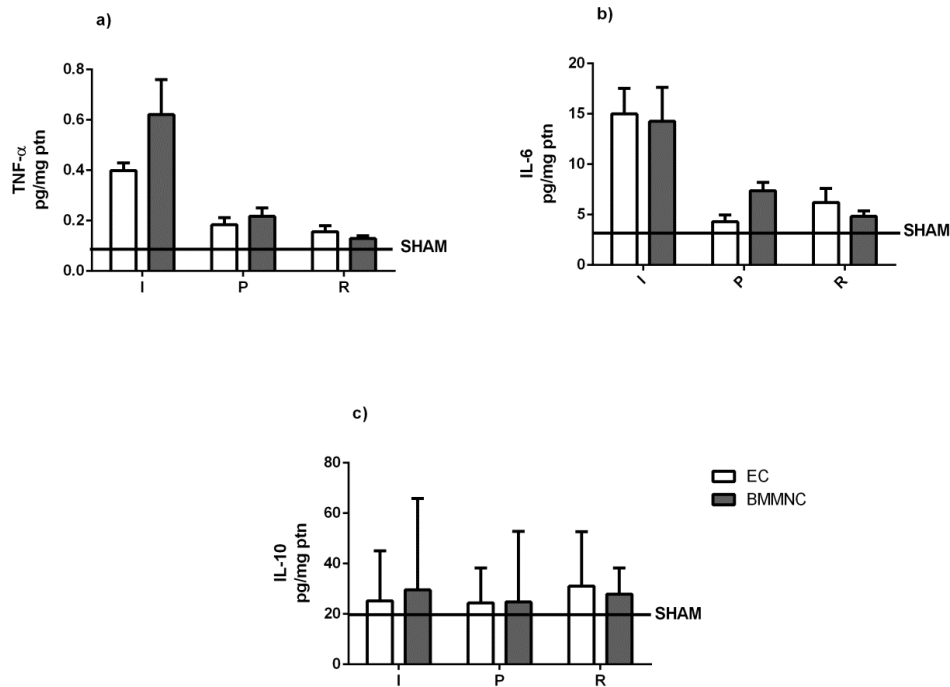 a)
TNF-α
pg/mg ptn
0.8
0.6
0.4
0.2
0.0
SHAM
I P R
b)
IL-6
pg/mg ptn
20
15
10
5
0
SHAM
I P R
c)
IL-10
pg/mg ptn
80
60
40
20
0
SHAM
I P R
EC
BMMNC